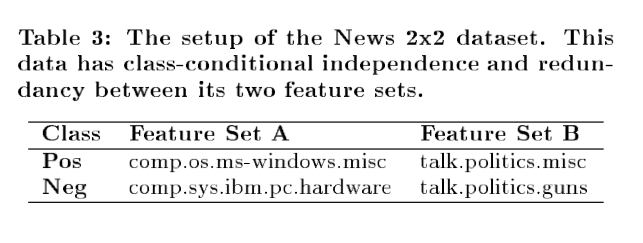 Table 3: The setup of the News 2x2 dataset. This
data has class-conditional independence and redun-
dancy between its two feature sets.
Class Feature Set A Feature Set B
Pos comp.os.ms-windows.misc talk.politics.misc
Neg comp.sys.ibm.pc.hardware talk.politics.guns